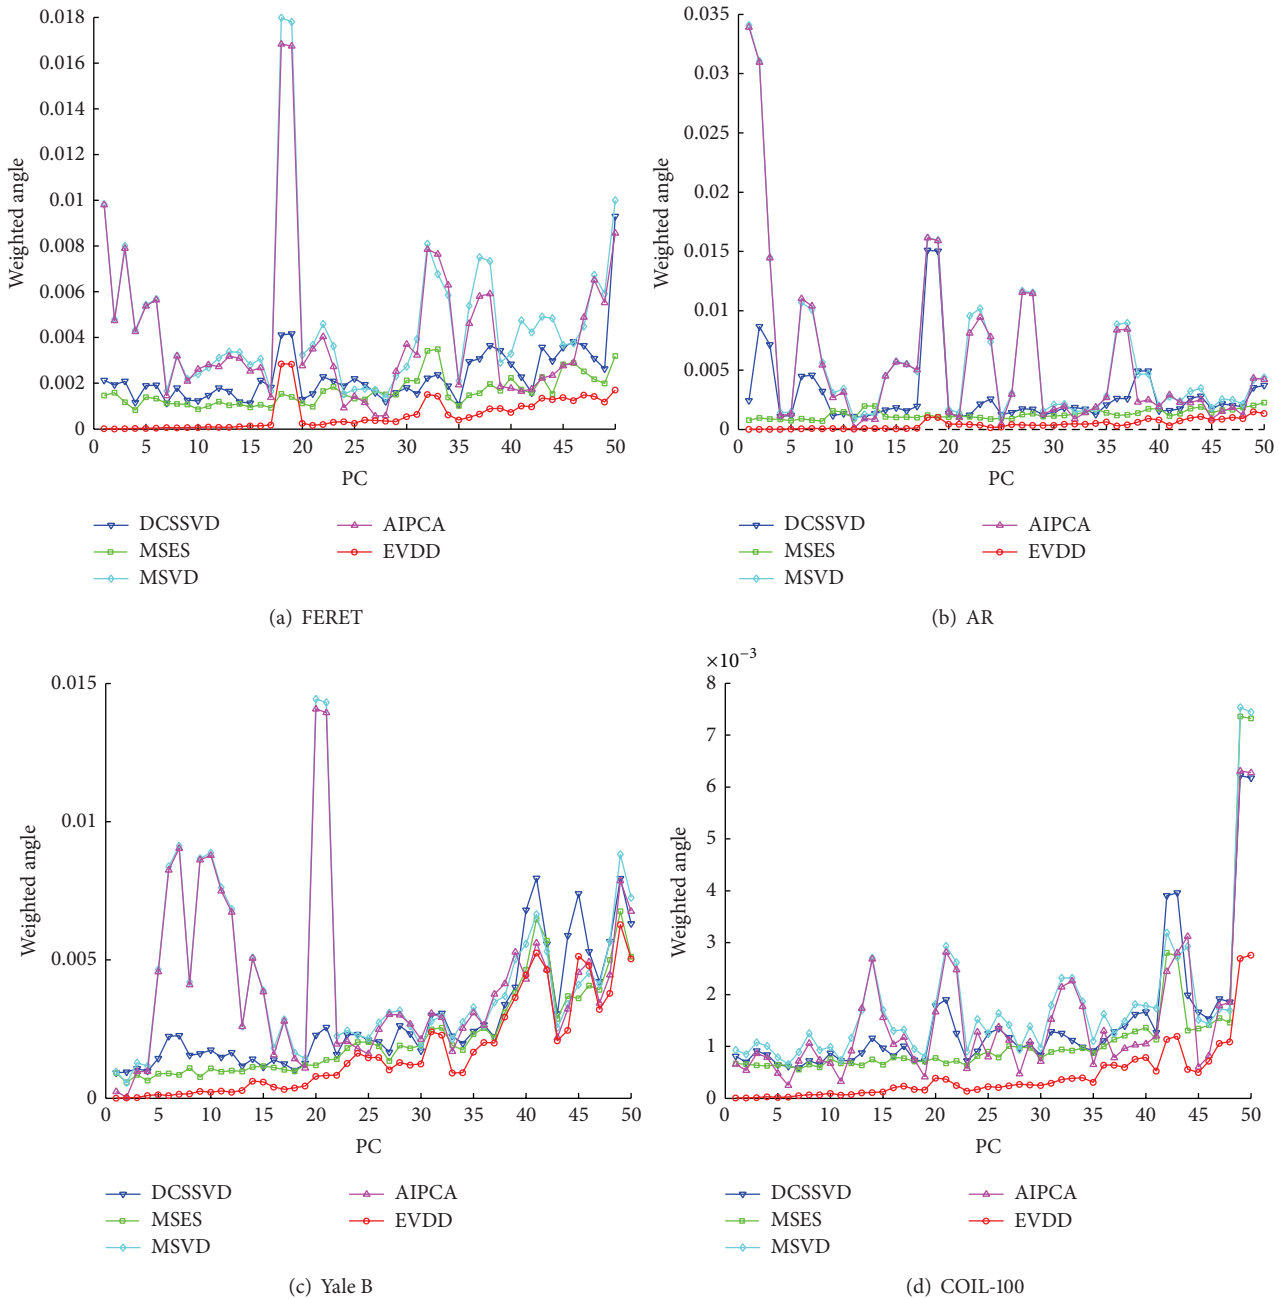 0.018
0.016
0.014
0.012
0.01
0.008
0.006
0.004
0.002
0
Weighted angle
0 5 10 15 20 25 30 35 40 45 50
PC
DCSSVD
MSES
MSVD
AIPCA
EVDD
(a) FERET
0.035
0.03
0.025
0.02
0.015
0.01
0.005
0
Weighted angle
0 5 10 15 20 25 30 35 40 45 50
PC
DCSSVD
MSES
MSVD
AIPCA
EVDD
(b) AR
0.015
0.01
0.005
0
Weighted angle
0 5 10 15 20 25 30 35 40 45 50
PC
DCSSVD
MSES
MSVD
AIPCA
EVDD
(c) Yale B
×10−3
8
7
6
5
4
3
2
1
0
Weighted angle
0 5 10 15 20 25 30 35 40 45 50
PC
DCSSVD
MSES
MSVD
AIPCA
EVDD
(d) COIL-100